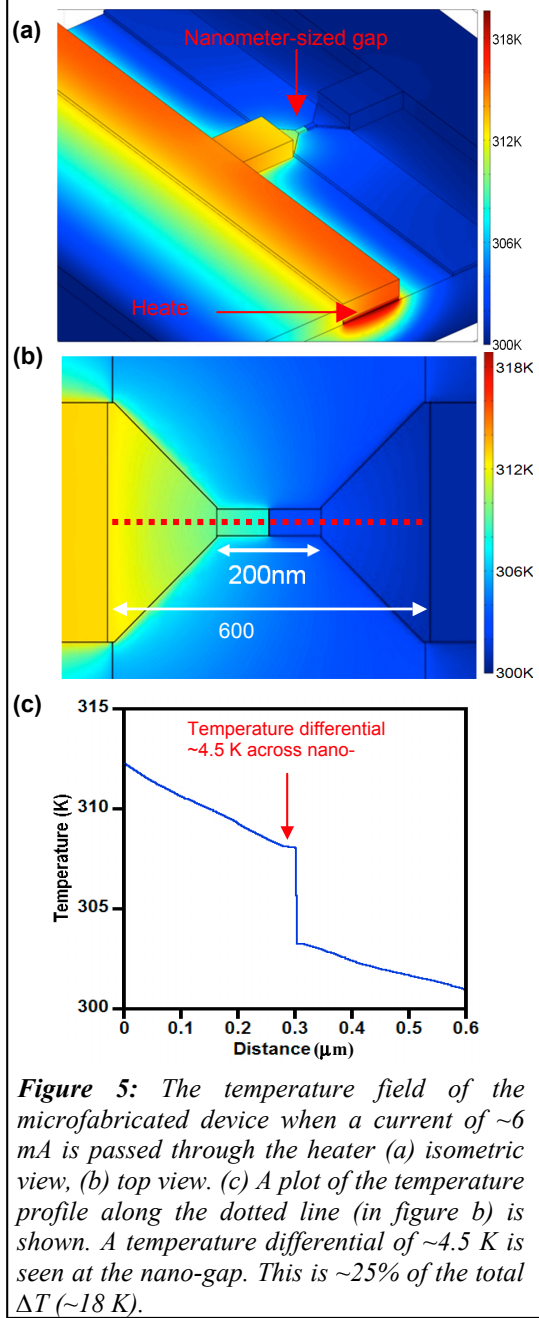 (a)
Nanometer-sized gap
Heate
318K
312K
306K
300K
(b)
200nm
600
318K
312K
306K
300K
(c)
Temperature differential
~4.5 K across nano-
315
310
305
300
Temperature (K)
0
0.1
0.2
0.3
0.4
0.5
0.6
Distance (μm)
Figure 5: The temperature field of the
microfabricated device when a current of ~6
mA is passed through the heater (a) isometric
view, (b) top view. (c) A plot of the temperature
profile along the dotted line (in figure b) is
shown. A temperature differential of ~4.5 K is
seen at the nano-gap. This is ~25% of the total
ΔT (~18 K).